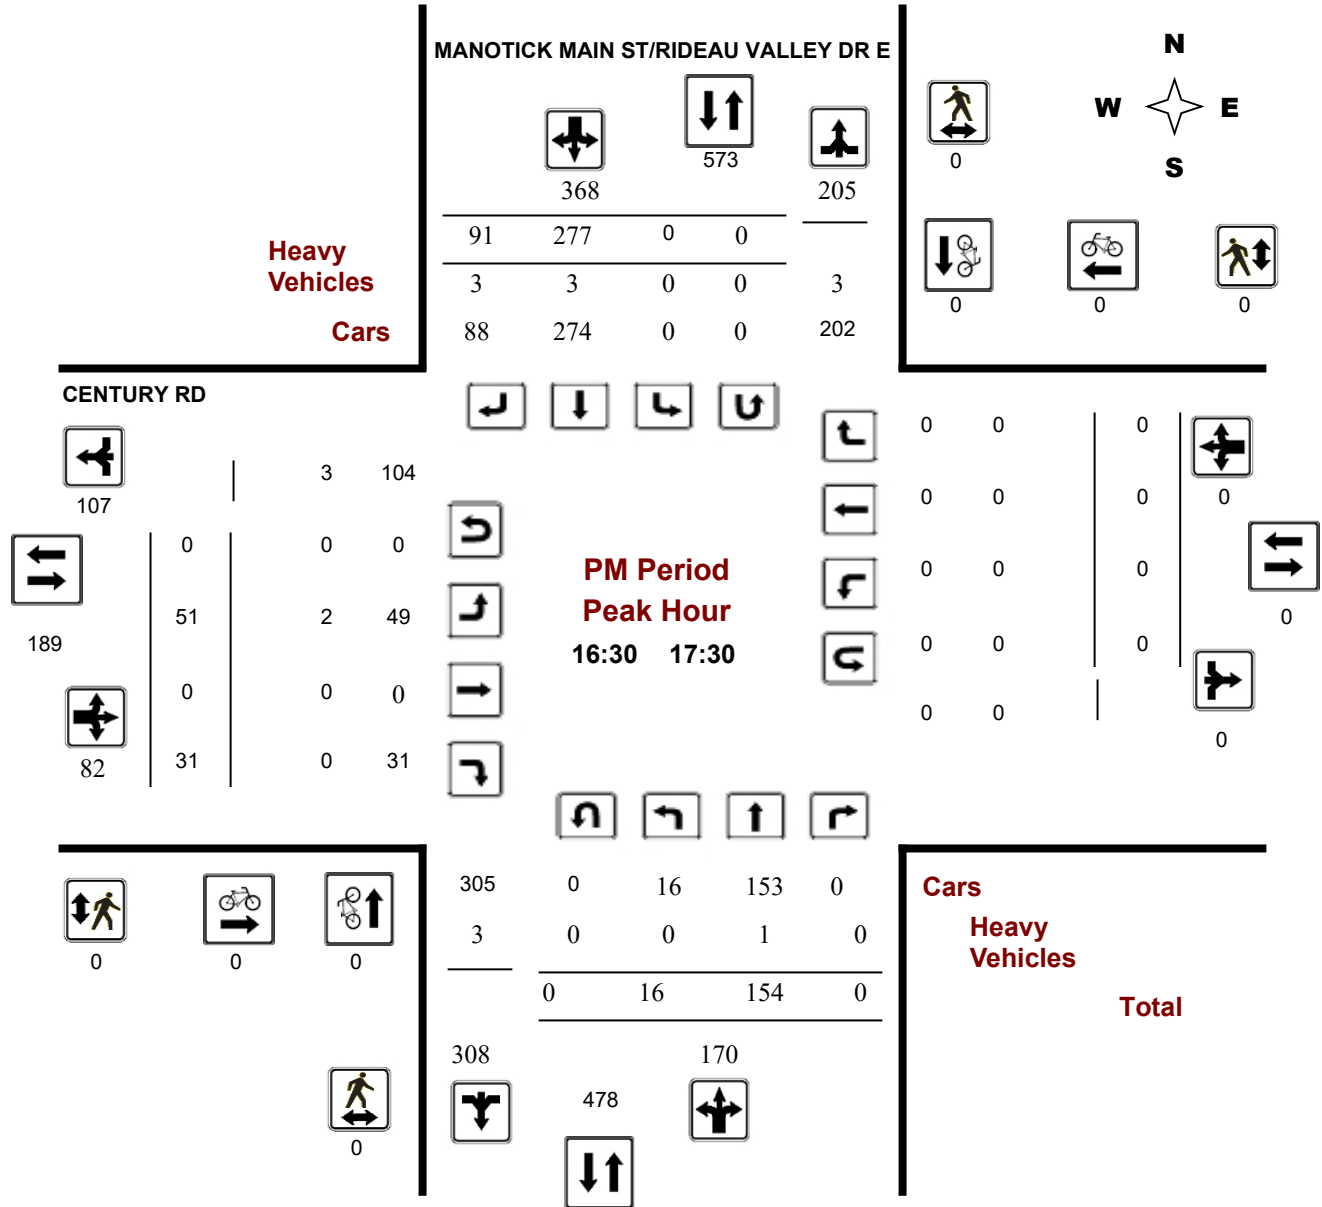 MANOTICK MAIN ST/RIDEAU VALLEY DR E
N
W E
S
573
0
368 205
91 277 0 0
Heavy
Vehicles
3 3 0 0 3
0 0 0
Cars
88 274 0 0 202
CENTURY RD
0 0 0
3 104
107
0 0 0 0
0 0 0
PM Period
Peak Hour
0 0 0
51 2 49
0
189
16:30 17:30
0 0 0
0 0 0
0 0
0
82
31 0 31
305 0 16 153 0
Cars
3 0 0 1 0
Heavy
Vehicles
0 0 0
0 16 154 0
Total
308 170
478
0